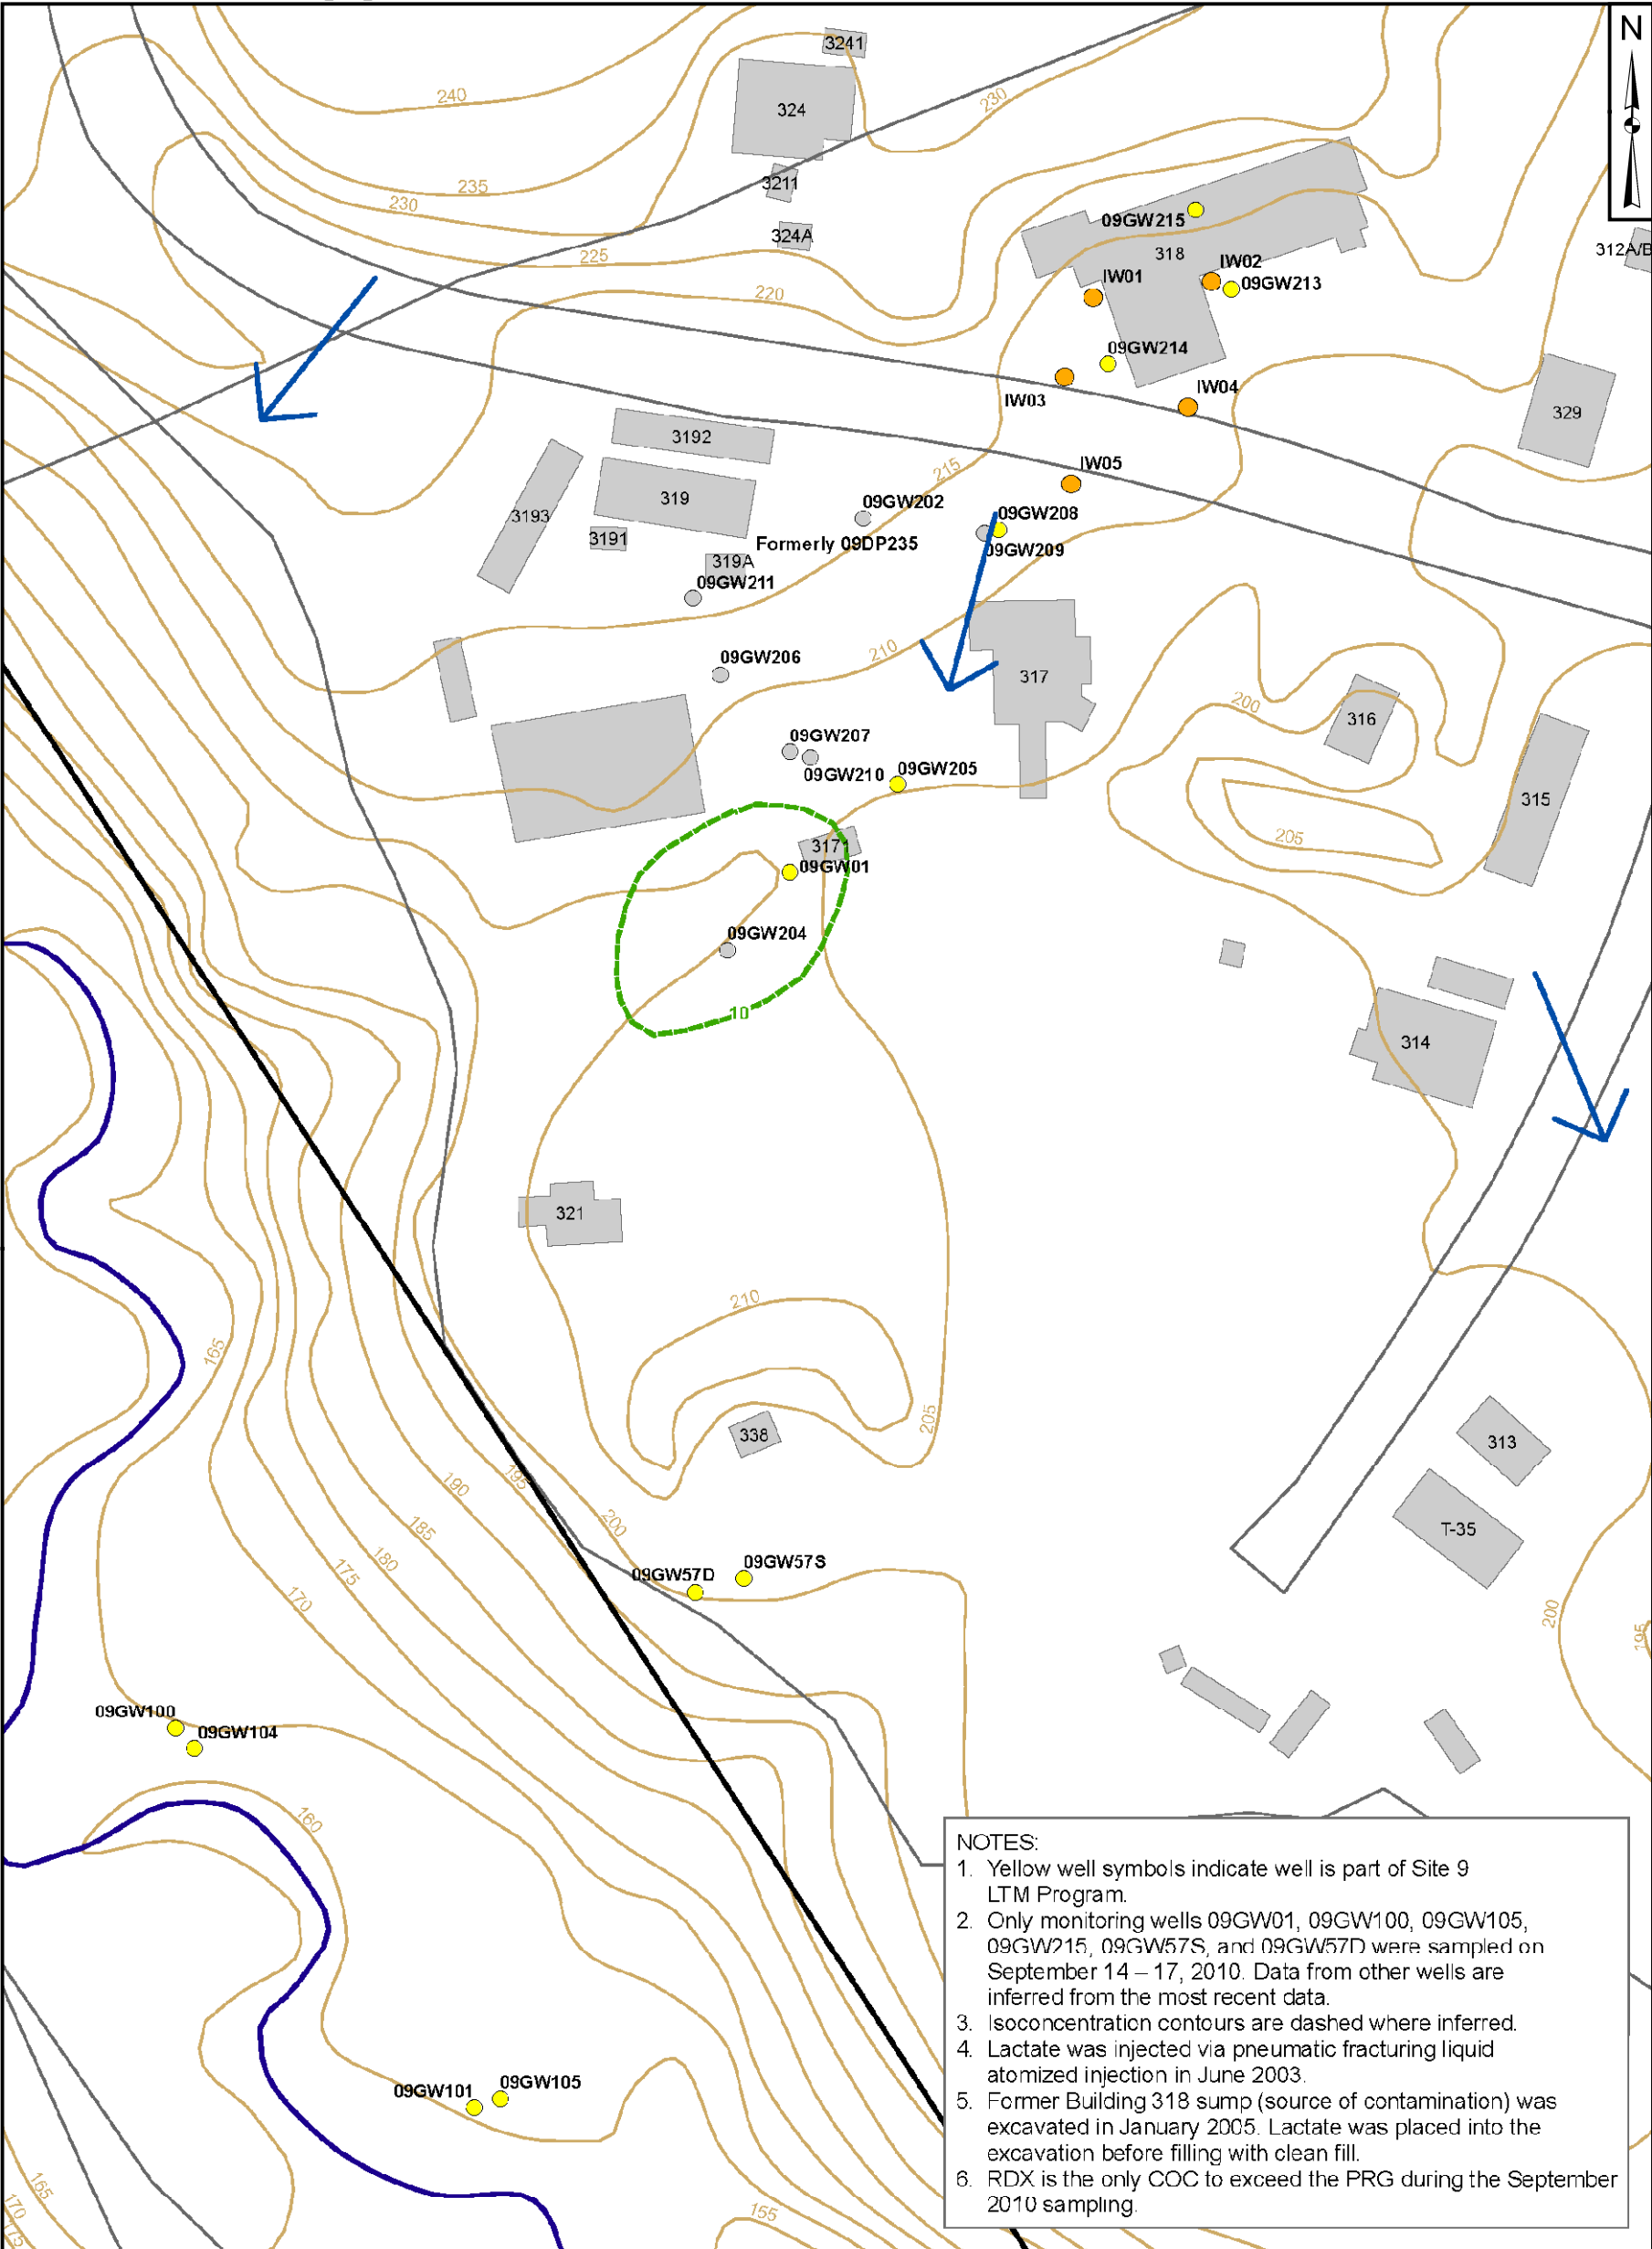 N
3241
324
240
230
3211
235
230
324A
09GW215
225
318
312A/B
IW02
IW01
09GW213
220
09GW214
IW04
IW03
329
3192
215
IW05
319
09GW202
09GW208
3193
3191
Formerly 09DP235
09GW209
319A
09GW211
210
09GW206
317
200
316
09GW207
09GW210
09GW205
315
205
3171
09GW01
09GW204
10
314
321
210
165
205
338
313
190
195
200
185
T-35
180
175
09GW57S
09GW57D
170
200
195
09GW100
09GW104
160
NOTES:
1. Yellow well symbols indicate well is part of Site 9
LTM Program.
2. Only monitoring wells 09GW01, 09GW100, 09GW105,
09GW215, 09GW57S, and 09GW57D were sampled on
September 14 – 17, 2010. Data from other wells are
inferred from the most recent data.
3. Isoconcentration contours are dashed where inferred.
4. Lactate was injected via pneumatic fracturing liquid
atomized injection in June 2003.
5. Former Building 318 sump (source of contamination) was
excavated in January 2005. Lactate was placed into the
excavation before filling with clean fill.
6. RDX is the only COC to exceed the PRG during the September
2010 sampling.
09GW101
09GW105
165
170
175
155